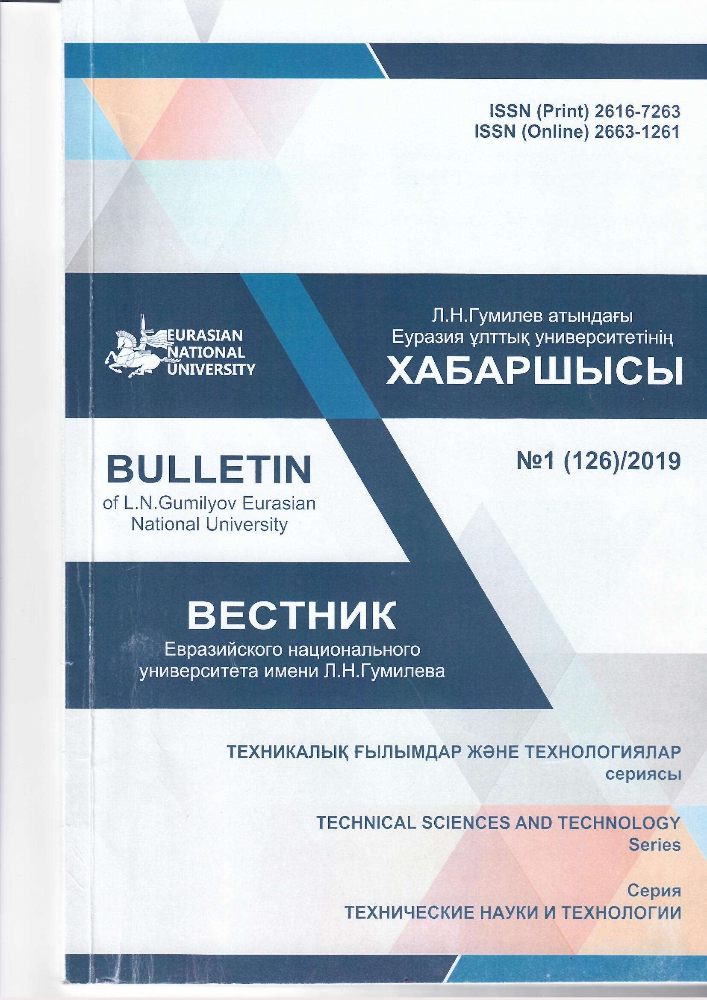 ISSN (Print) 2616-7263
ISSN (Online) 2663-1261
EURASIAN
NATIONAL
UNIVERSITY
Л.Н.Гумилев атындағы
Еуразия ұлттық университетінің
ХАБАРШЫСЫ
BULLETIN
of L.N.Gumilyov Eurasian
National University
№1 (126)/2019
ВЕСТНИК
Евразийского национального
университета имени Л.Н.Гумилева
ТЕХНИКАЛЫҚ ҒЫЛЫМДАР ЖӘНЕ ТЕХНОЛОГИЯЛАР
сериясы
TECHNICAL SCIENCES AND TECHNOLOGY
Series
Серия
ТЕХНИЧЕСКИЕ НАУКИ И ТЕХНОЛОГИИ